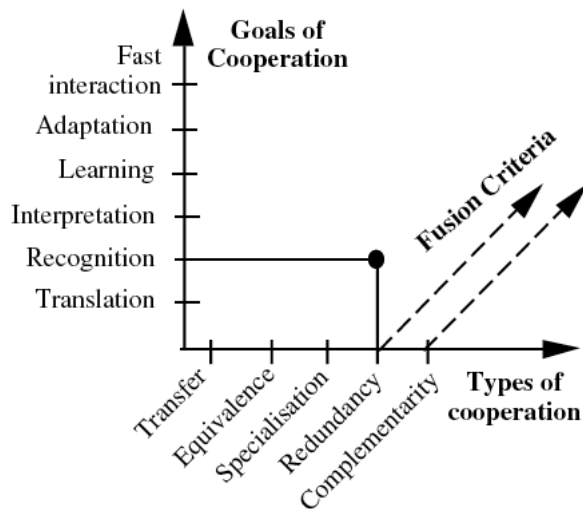 Goals of
Cooperation
Fast
interaction
Adaptation
Learning
Interpretation
Recognition
Translation
Fusion Criteria
Transfer
Equivalence
Specialisation
Redundancy
Complementarity
Types of
cooperation